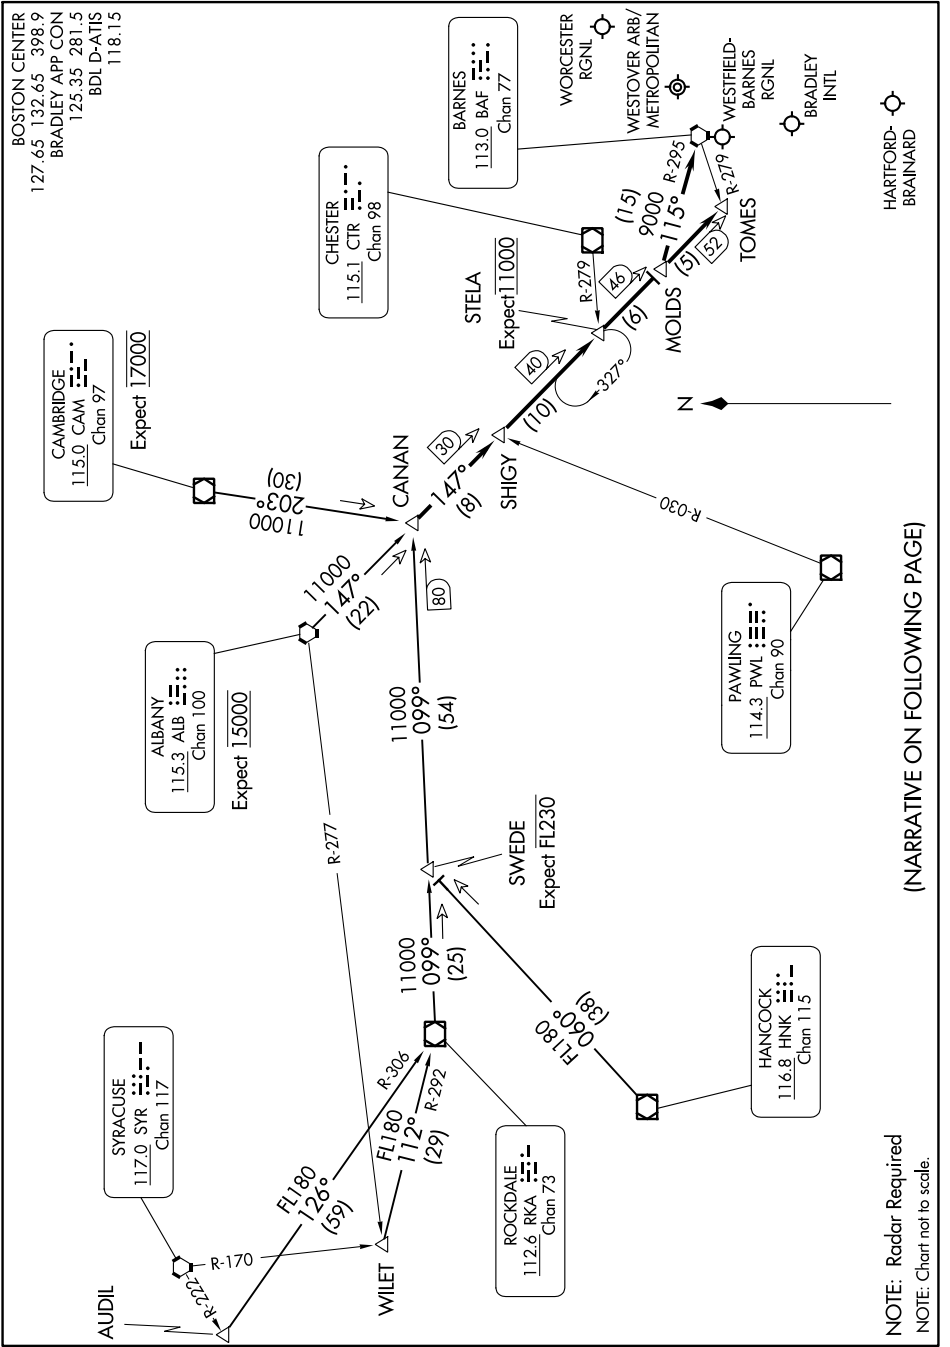 BOSTON CENTER
127.65 132.65 398.9
BRADLEY APP CON
125.35 281.5
BDL D-ATIS
118.15
WORCESTER
RGNL
WESTOVER ARB/
METROPOLITAN
WESTFIELD-
BARNES
RGNL
BRADLEY
INTL
HARTFORD-
BRAINARD
BARNES
113.0 BAF
Chan 77
CHESTER
115.1 CTR
Chan 98
R-279
R-295
R-279
(15)
9000
115°
STELA
Expect 11000
46
(6)
MOLDS
(5)
52
TOMES
CAMBRIDGE
115.0 CAM
Chan 97
Expect 17000
11000
203°
(30)
CANAN
30
147°
(8)
SHIGY
40
(10)
327°
N
R-030
ALBANY
115.3 ALB
Chan 100
Expect 15000
11000
147°
(22)
R-277
80
11000
099°
(54)
PAWLING
114.3 PWL
Chan 90
SWEDE
Expect FL230
11000
099°
(25)
FL180
060°
(38)
HANCOCK
116.8 HNK
Chan 115
SYRACUSE
117.0 SYR
Chan 117
R-222
R-170
AUDIL
FL180
126°
(59)
R-306
WILET
FL180
112°
(29)
R-292
ROCKDALE
112.6 RKA
Chan 73
(NARRATIVE ON FOLLOWING PAGE)
NOTE: Radar Required
NOTE: Chart not to scale.